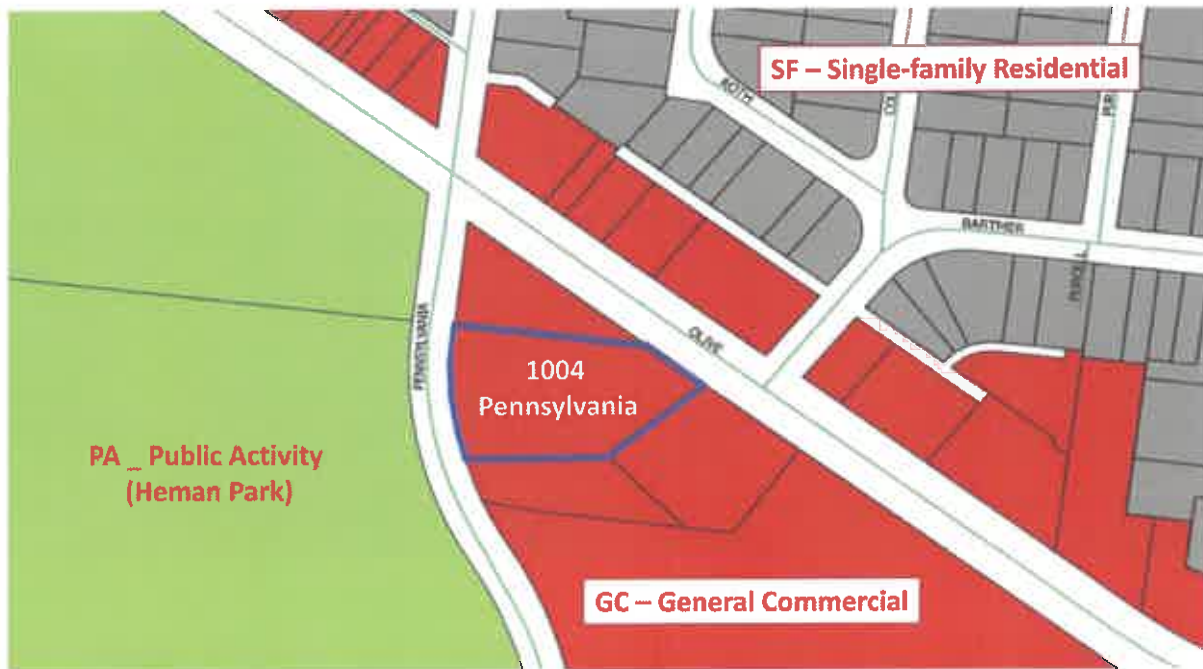 SF – Single-family Residential
ROTH
BARTHER
PENNSYLVANIA
OLIVE
1004
Pennsylvania
PA _ Public Activity
(Heman Park)
GC – General Commercial